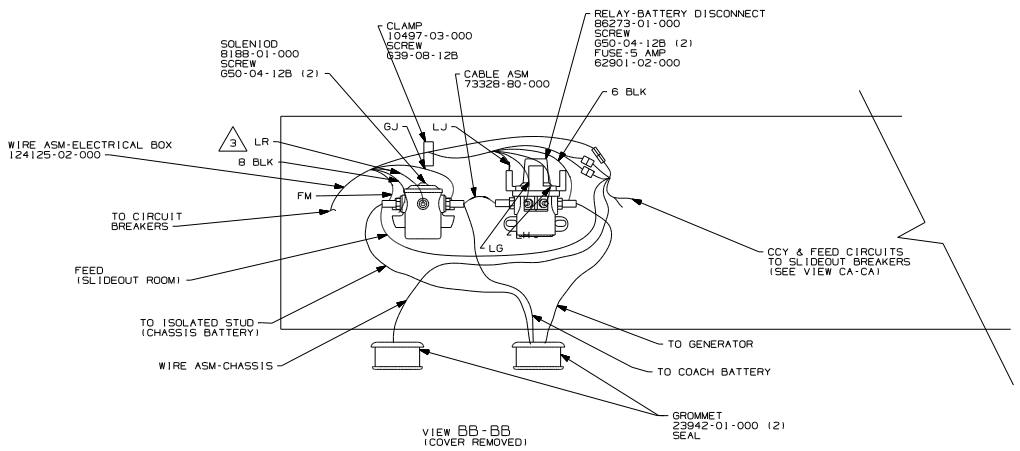 RELAY-BATTERY DISCONNECT
86273-01-000
SCREW
G50-04-12B (2)
FUSE-5 AMP
62901-02-000
CLAMP
10497-03-000
SCREW
G39-08-12B
SOLENIOD
8188-01-000
SCREW
G50-04-12B (2)
CABLE ASM
73328-80-000
6 BLK
GJ
LJ
3
LR
WIRE ASM-ELECTRICAL BOX
124125-02-000
8 BLK
FM
TO CIRCUIT
BREAKERS
LH
LG
CCY & FEED CIRCUITS
TO SLIDEOUT BREAKERS
(SEE VIEW CA-CA)
FEED
(SLIDEOUT ROOM)
TO ISOLATED STUD
(CHASSIS BATTERY)
TO GENERATOR
WIRE ASM-CHASSIS
TO COACH BATTERY
GROMMET
23942-01-000 (2)
SEAL
VIEW BB-BB
(COVER REMOVED)